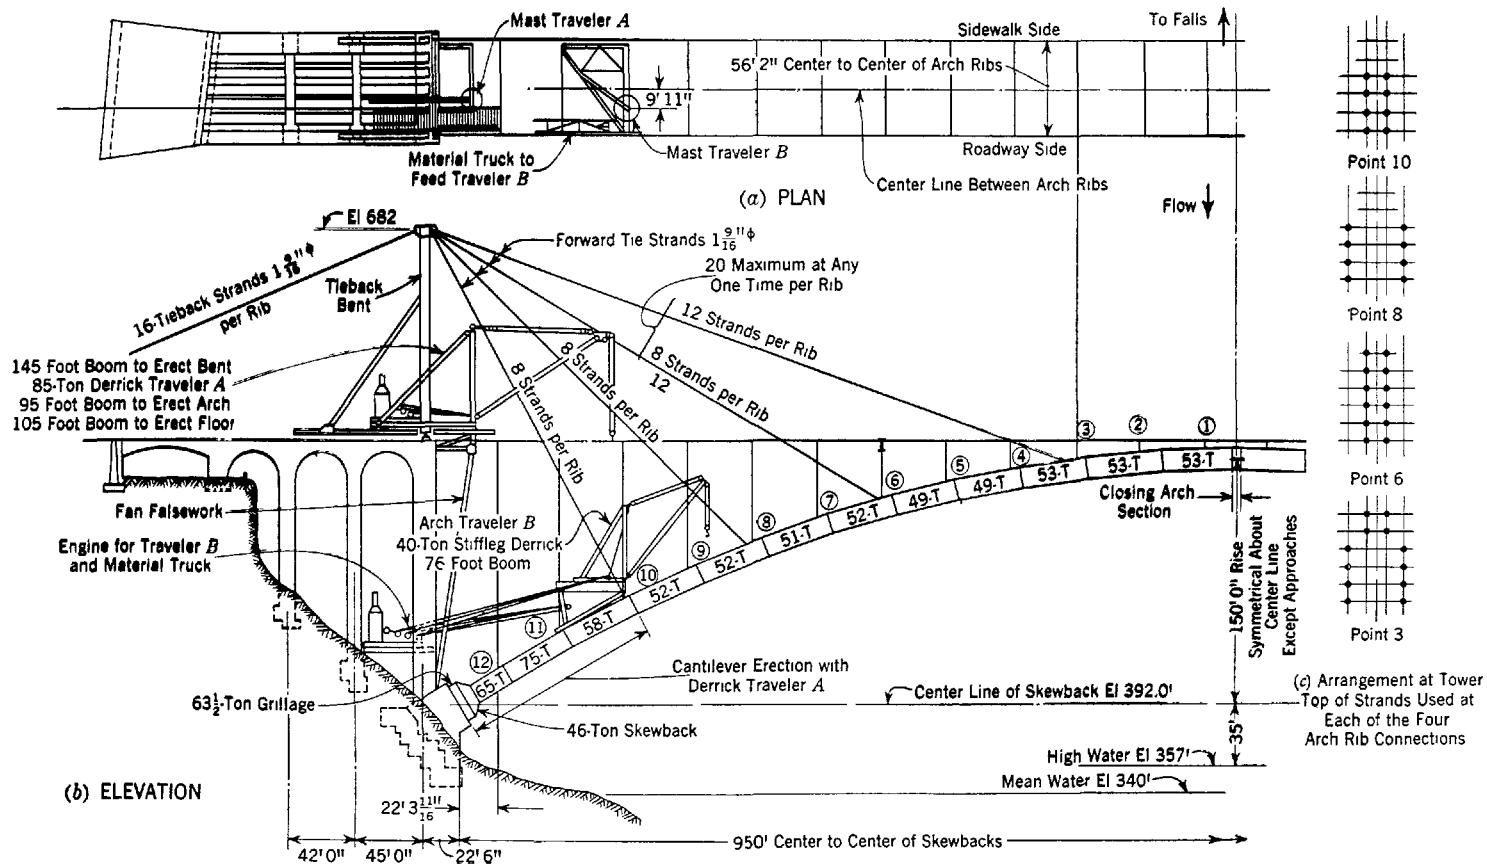 Mast Traveler A
Sidewalk Side
To Falls
56' 2" Center to Center of Arch Ribs
9' 11"
Mast Traveler B
Roadway Side
Material Truck to
Feed Traveler B
Center Line Between Arch Ribs
(a) PLAN
Flow
Point 10
El 682
Forward Tie Strands 1 9/16" ϕ
20 Maximum at Any
One Time per Rib
16-Tieback Strands 1 9/16" ϕ
per Rib
Tieback
Bent
12 Strands per Rib
8 Strands per Rib
12
8 Strands per Rib
8 Strands per Rib
Point 8
145 Foot Boom to Erect Bent
85-Ton Derrick Traveler A
95 Foot Boom to Erect Arch
105 Foot Boom to Erect Floor
1
2
3
4
5
6
7
8
9
10
11
12
53-T
53-T
53-T
49-T
49-T
52-T
51-T
52-T
52-T
58-T
75-T
65-T
Closing Arch
Section
Point 6
Fan Falsework
Arch Traveler B
40-Ton Stiffleg Derrick
76 Foot Boom
Engine for Traveler B
and Material Truck
150' 0" Rise
Symmetrical About
Center Line
Except Approaches
Point 3
Cantilever Erection with
Derrick Traveler A
63½-Ton Grillage
46-Ton Skewback
Center Line of Skewback El 392.0'
(c) Arrangement at Tower
Top of Strands Used at
Each of the Four
Arch Rib Connections
35'
High Water El 357'
Mean Water El 340'
(b) ELEVATION
22' 3 11/16"
42' 0"
45' 0"
22' 6"
950' Center to Center of Skewbacks